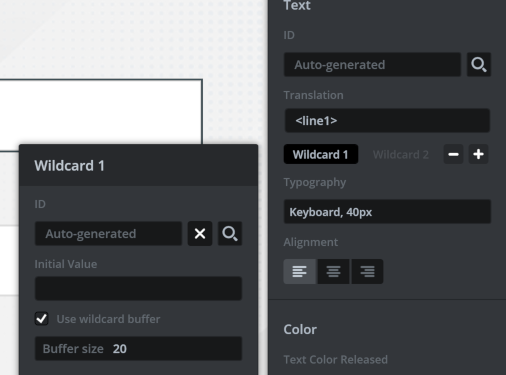 Text
ID
Auto-generated
Translation
<line1>
Wildcard 1 Wildcard 2
Typography
Keyboard, 40px
Alignment
Color
Text Color Released
Wildcard 1
ID
Auto-generated
Initial Value
Use wildcard buffer
Buffer size 20